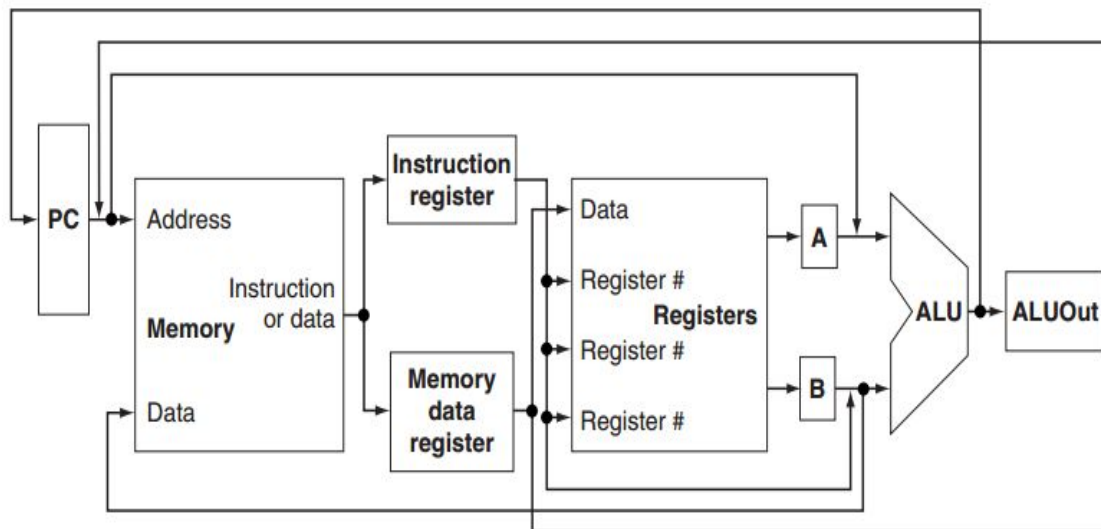 PC
Address
Instruction
or data
Memory
Data
Instruction
register
Memory
data
register
Data
Register #
Registers
Register #
Register #
A
B
ALU
ALUOut